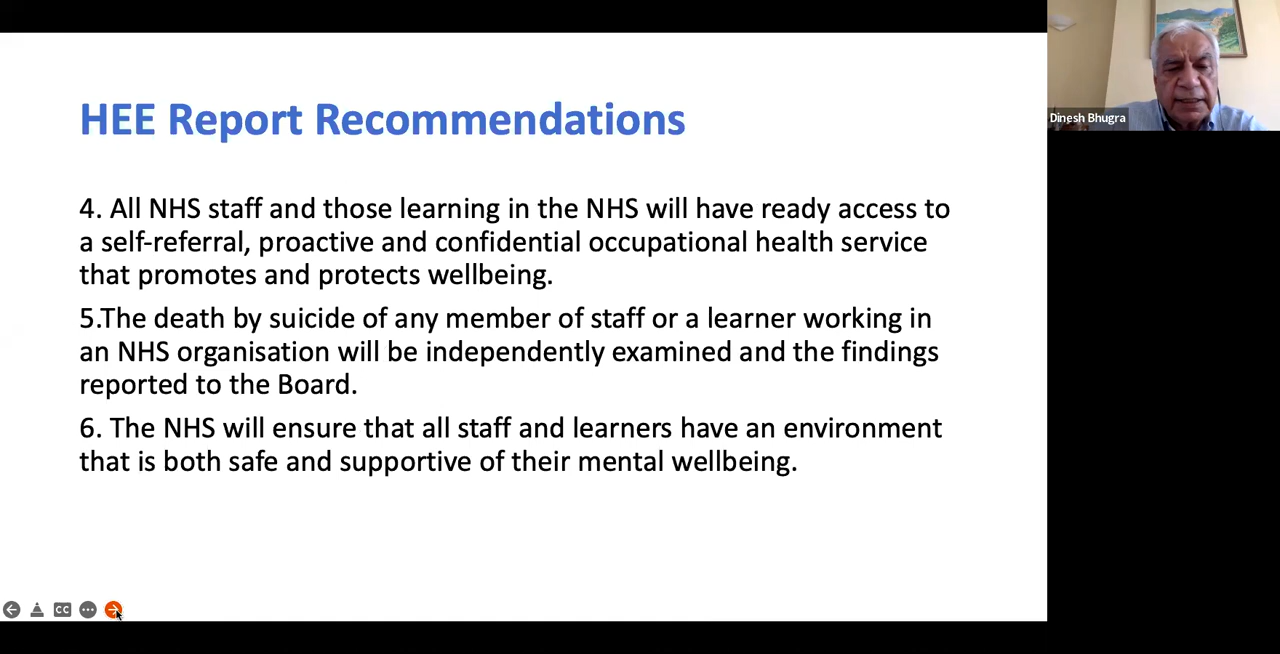 HEE Report Recommendations
4. All NHS staff and those learning in the NHS will have ready access to
a self-referral, proactive and confidential occupational health service
that promotes and protects wellbeing.
5.The death by suicide of any member of staff or a learner working in
an NHS organisation will be independently examined and the findings
reported to the Board.
6. The NHS will ensure that all staff and learners have an environment
that is both safe and supportive of their mental wellbeing.
CC
Dinesh Bhugra